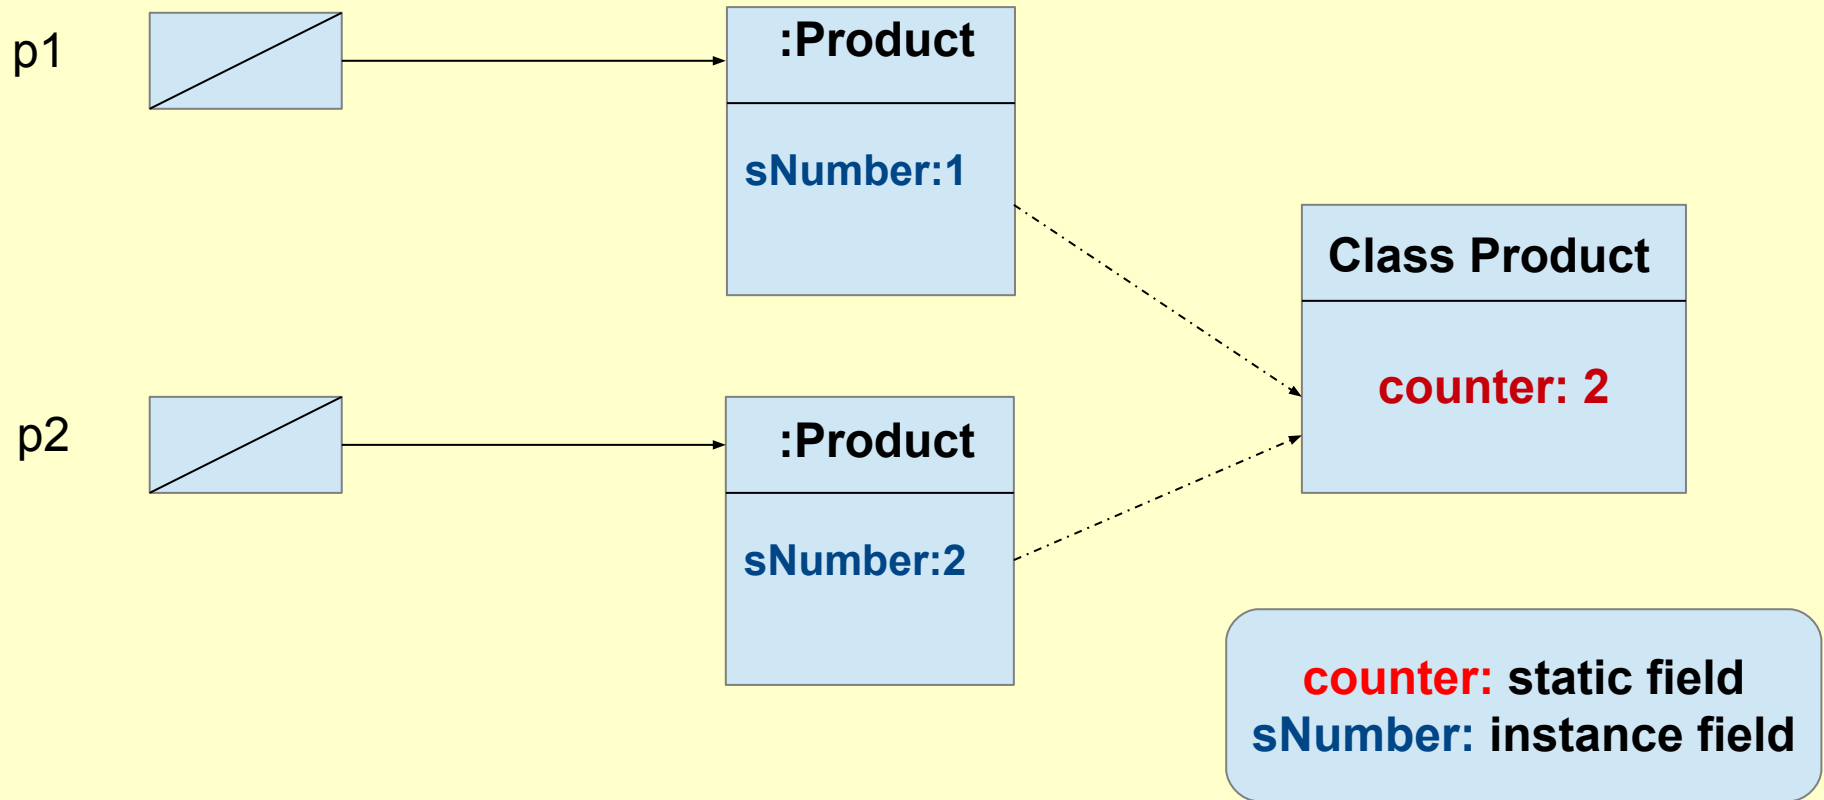 p1
:Product
sNumber:1
Class Product
counter: 2
p2
:Product
sNumber:2
counter: static field
sNumber: instance field